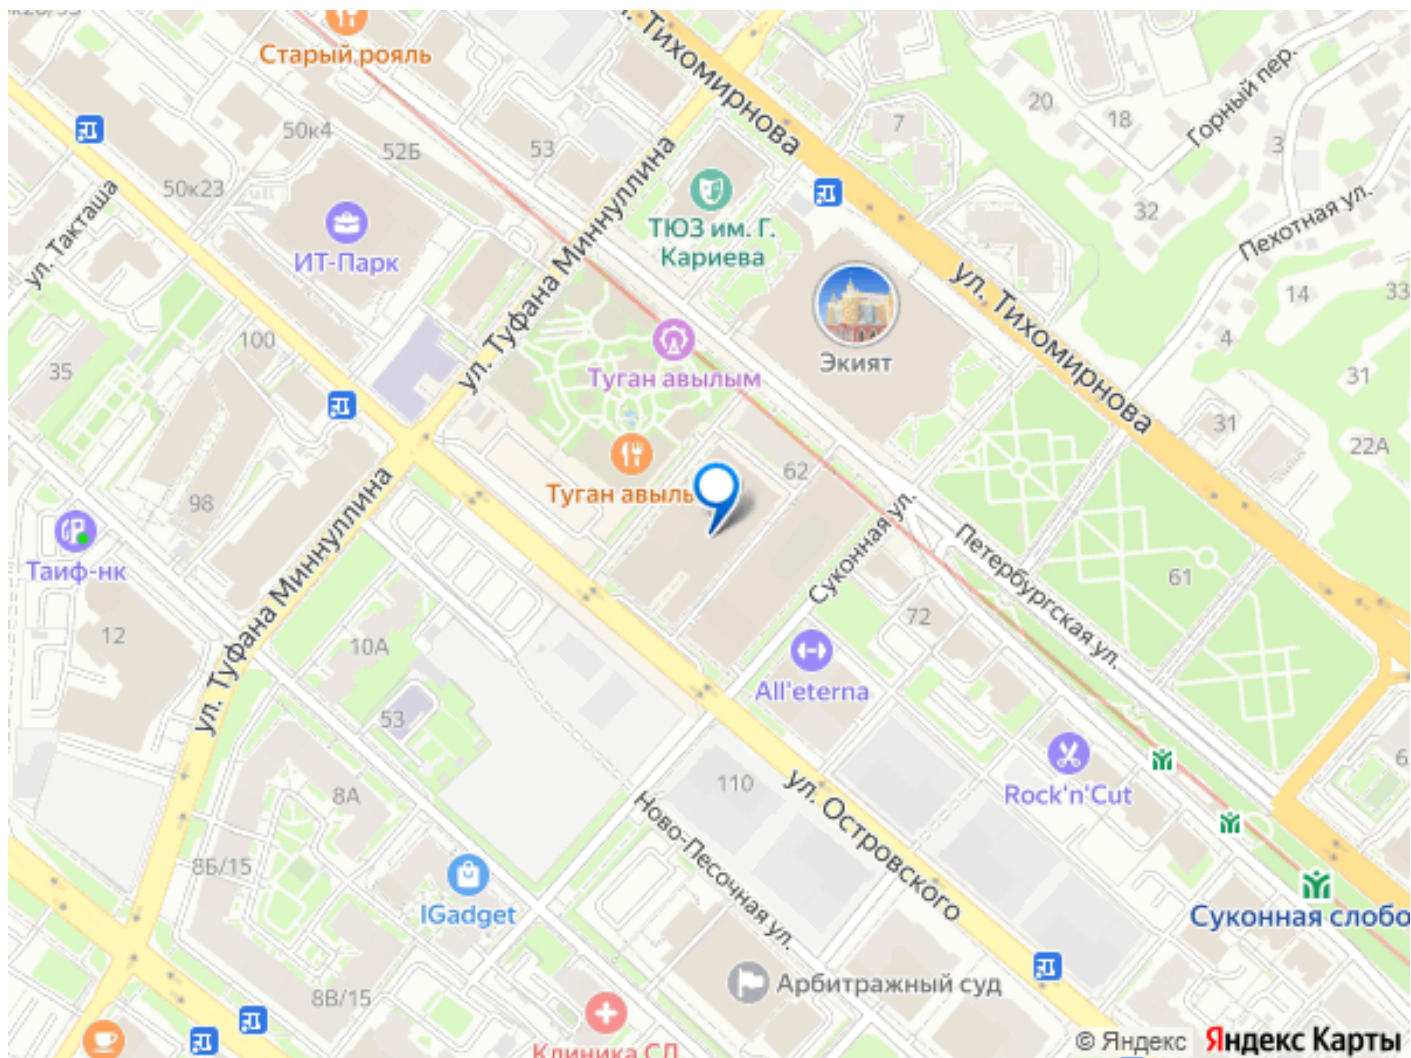 Старый рояль
ул. Тихомирнова
50к4
52Б
53
50к23
7
20
18
Горный пер.
3
32
Пехотная ул.
ул. Такташа
ИТ-Парк
ул. Туфана Миннуллина
ТЮЗ им. Г.
Кариева
ул. Тихомирнова
14
33
4
31
100
35
Туган авылым
Экият
31
22А
Туган авыль
62
98
Таиф-нк
ул. Туфана Миннуллина
Суконная ул.
Петербургская ул.
61
12
10А
72
All'eterna
53
8А
110
ул. Островского
Rock'n'Cut
Ново-Песочная ул.
8Б/15
IGadget
Суконная слобо
Арбитражный суд
8В/15
Клиника СЛ
© Яндекс Яндекс Карты